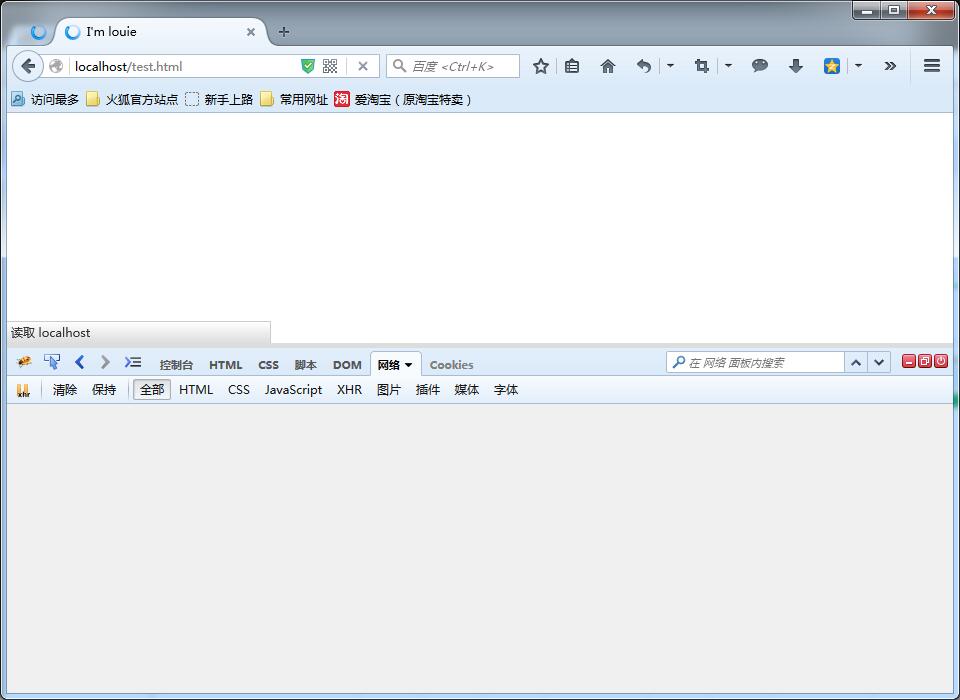 I'm louie
localhost/test.html
百度 <Ctrl+K>
访问最多 火狐官方站点 新手上路 常用网址 淘 爱淘宝（原淘宝特卖）
读取 localhost
控制台 HTML CSS 脚本 DOM 网络 Cookies 在 网络 面板内搜索
xhr 清除 保持 全部 HTML CSS JavaScript XHR 图片 插件 媒体 字体